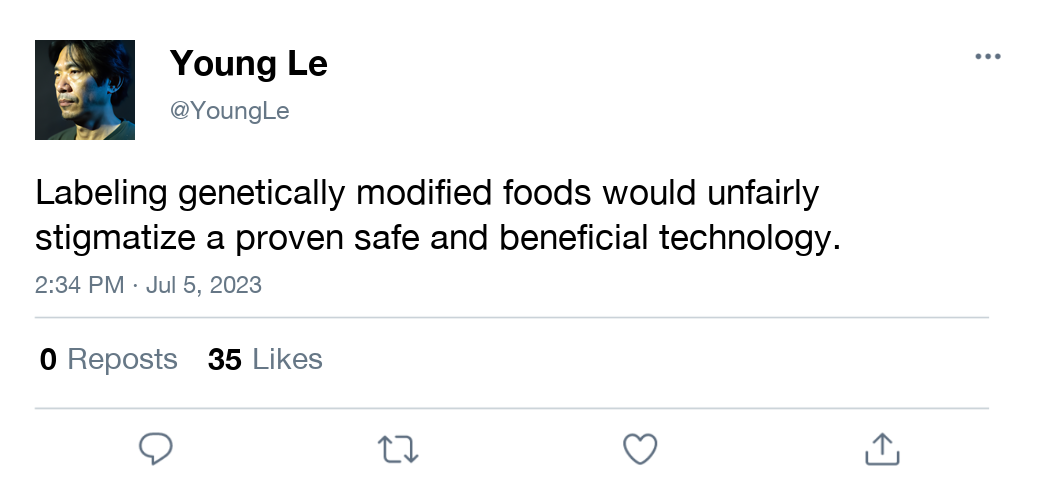 Young Le
@YoungLe
Labeling genetically modified foods would unfairly
stigmatize a proven safe and beneficial technology.
2:34 PM · Jul 5, 2023
0 Reposts 35 Likes